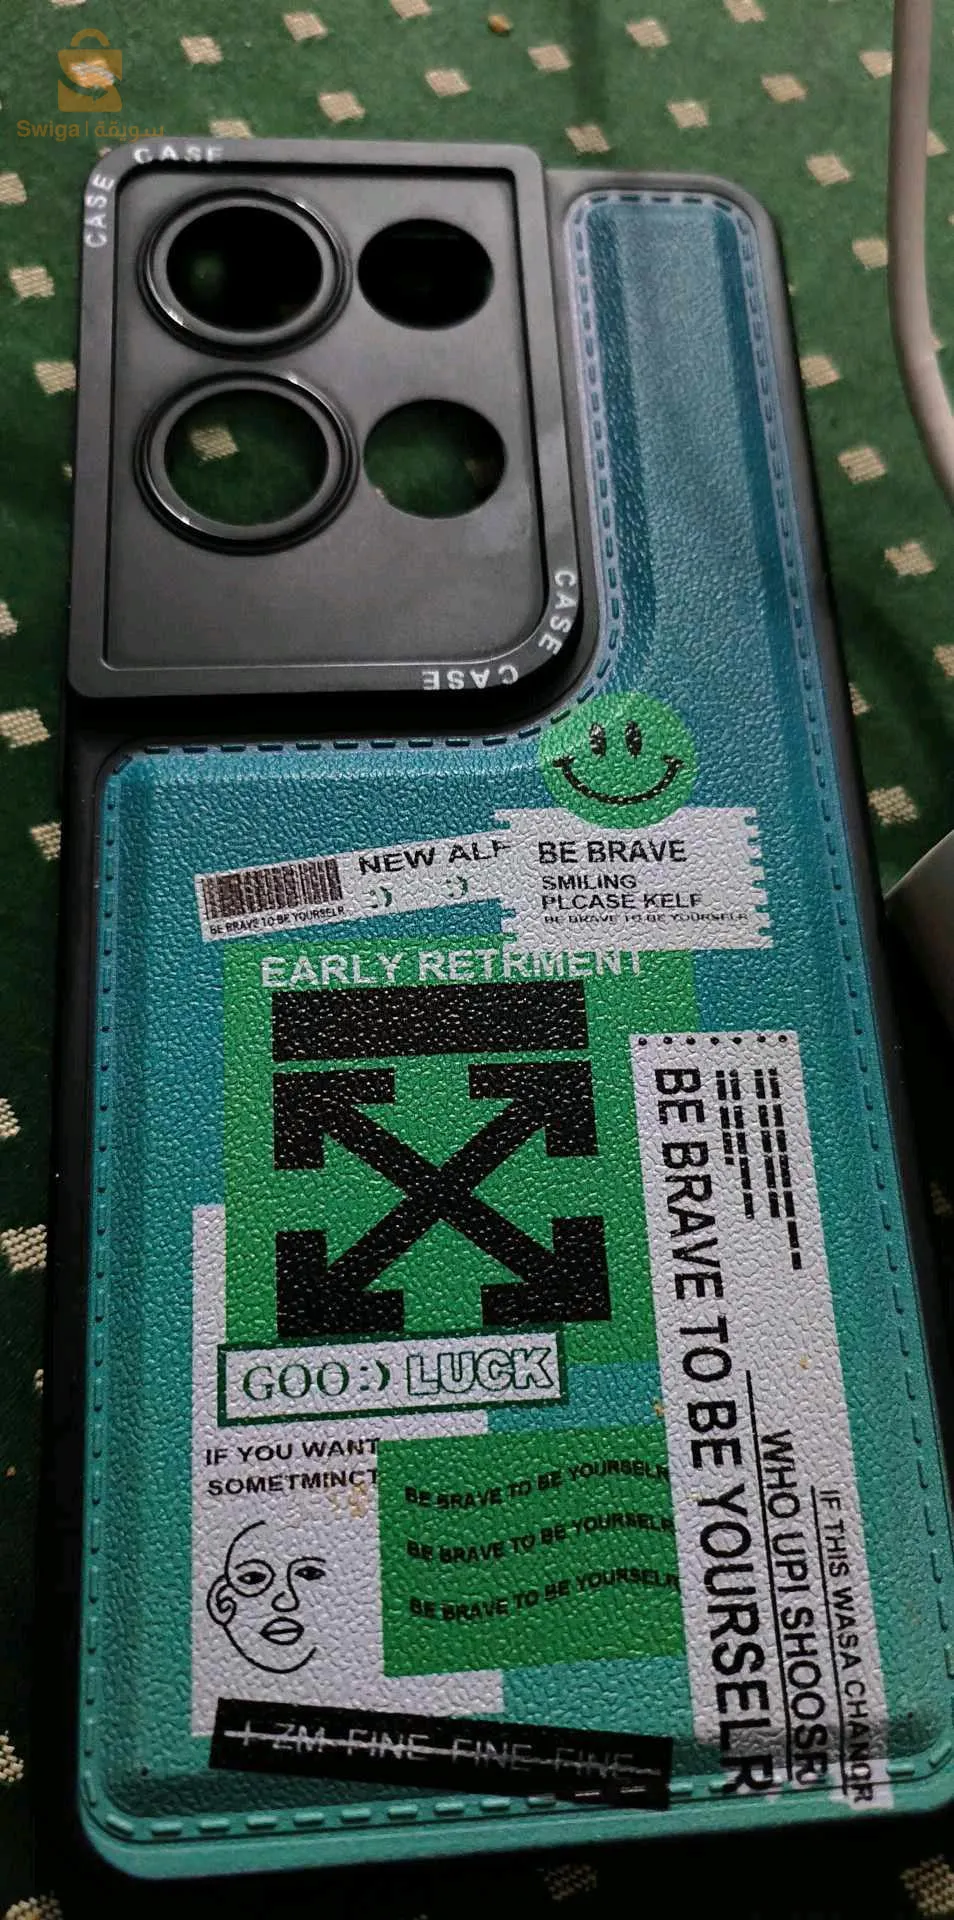 Swiga | سويقة
CASE
CASE
CASE
CASE
NEW ALF
BE BRAVE TO BE YOURSELR
BE BRAVE
SMILING
PLCASE KELF
BE BRAVE TO BE YOURSELR
EARLY RETRMENT
GOO:) LUCK
IF YOU WANT
SOMETMINCT
BE BRAVE TO BE YOURSELR
BE BRAVE TO BE YOURSELR
BE BRAVE TO BE YOURSELR
BE BRAVE TO BE YOURSELR
WHO UPI SHOOSR
IF THIS WASA CHANCR
I ZM FINE FINE FINE